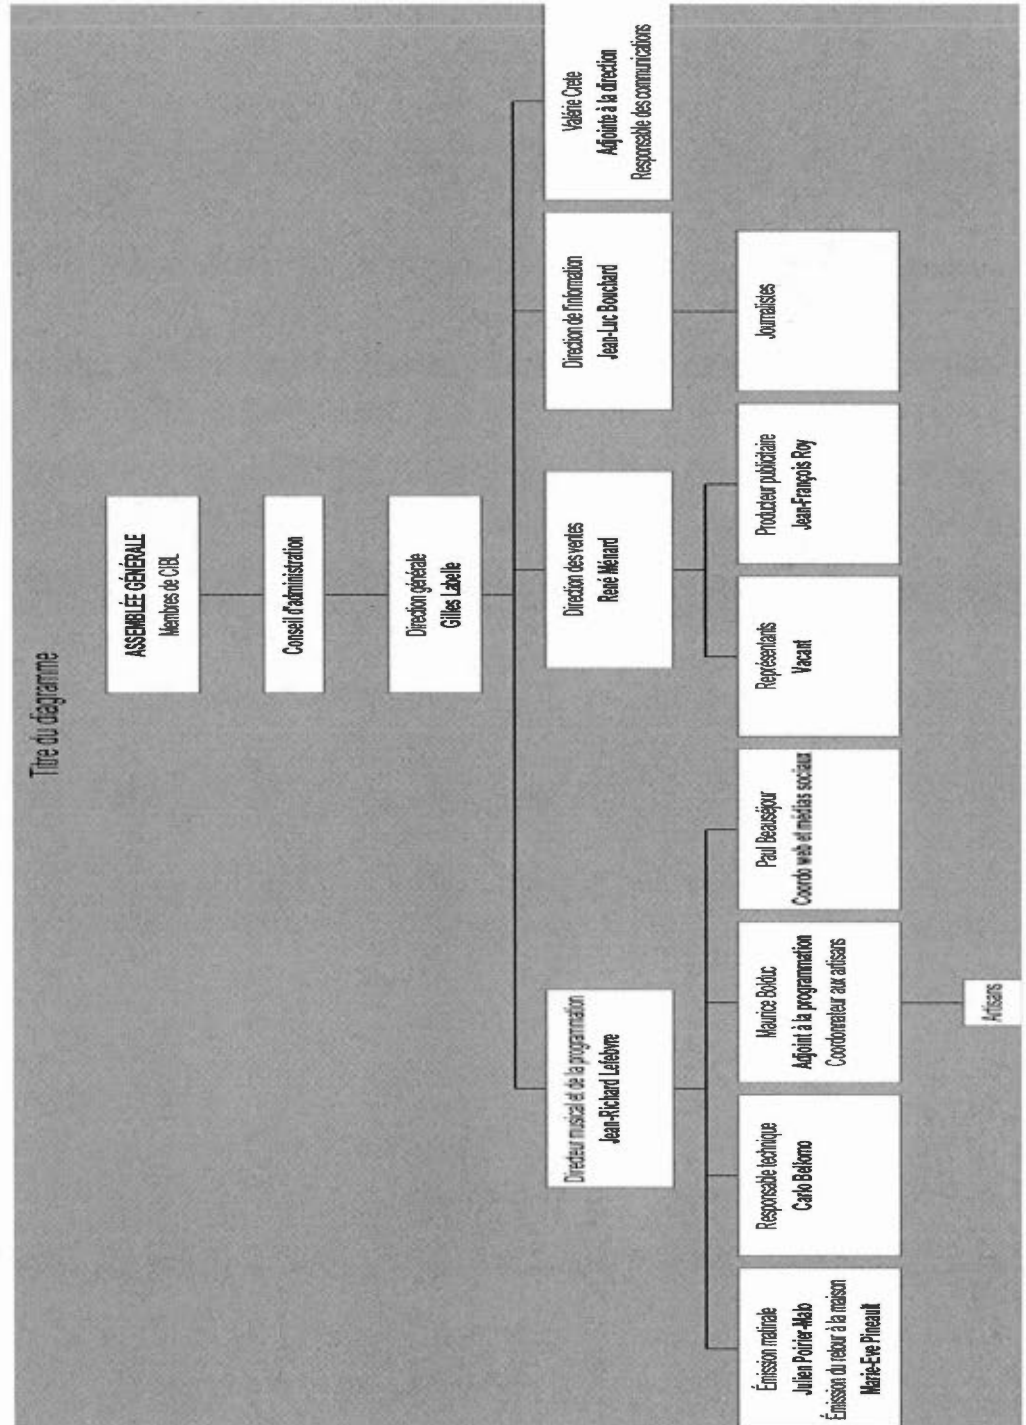 Titre du diagramme
ASSEMBLÉE GÉNÉRALE
Membres de CIBL
Conseil d'administration
Direction générale
Gilles Labelle
Directeur musical et de la programmation
Jean-Richard Lefebvre
Direction des ventes
René Ménard
Direction de l'information
Jean-Luc Bouchard
Valérie Crete
Adjointe à la direction
Responsable des communications
Émission matinale
Julien Poirier-Malo
Émission du retour à la maison
Marie-Eve Pineault
Responsable technique
Carlo Bellomo
Maurice Bolduc
Adjoint à la programmation
Coordonnateur aux artisans
Paul Beauséjour
Coordo web et médias sociaux
Représentants
Vacant
Producteur publicitaire
Jean-François Roy
Journalistes
Artisans